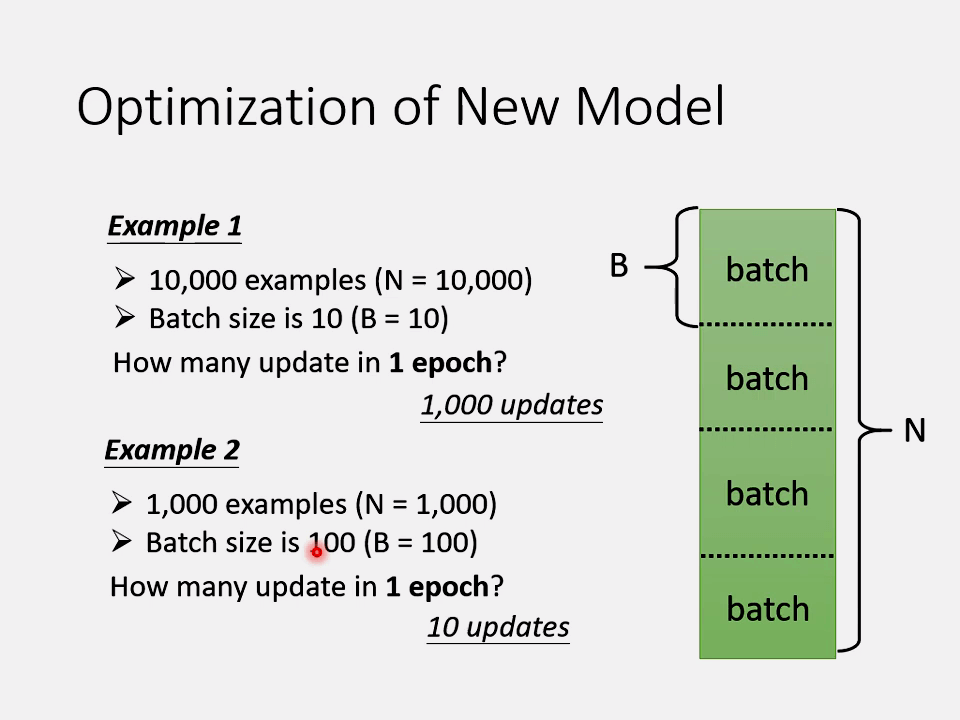 Optimization of New Model
Example 1
➢ 10,000 examples (N = 10,000)
➢ Batch size is 10 (B = 10)
How many update in 1 epoch?
1,000 updates
Example 2
➢ 1,000 examples (N = 1,000)
➢ Batch size is 100 (B = 100)
How many update in 1 epoch?
10 updates
B
batch
batch
batch
batch
N